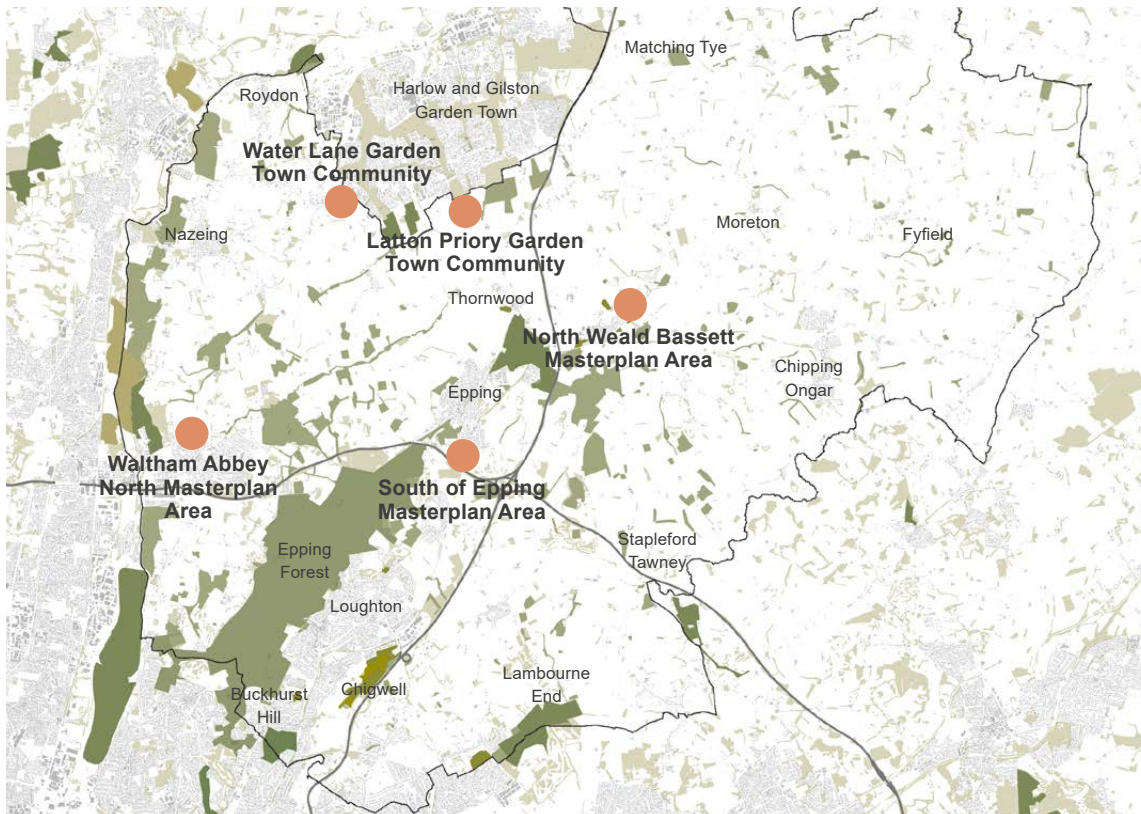 Matching Tye
Roydon
Harlow and Gilston
Garden Town
Water Lane Garden
Town Community
Nazeing
Latton Priory Garden
Town Community
Moreton
Fyfield
Thornwood
North Weald Bassett
Masterplan Area
Epping
Chipping
Ongar
Waltham Abbey
North Masterplan
Area
South of Epping
Masterplan Area
Epping
Forest
Stapleford
Tawney
Loughton
Lambourne
End
Chigwell
Buckhurst
Hill